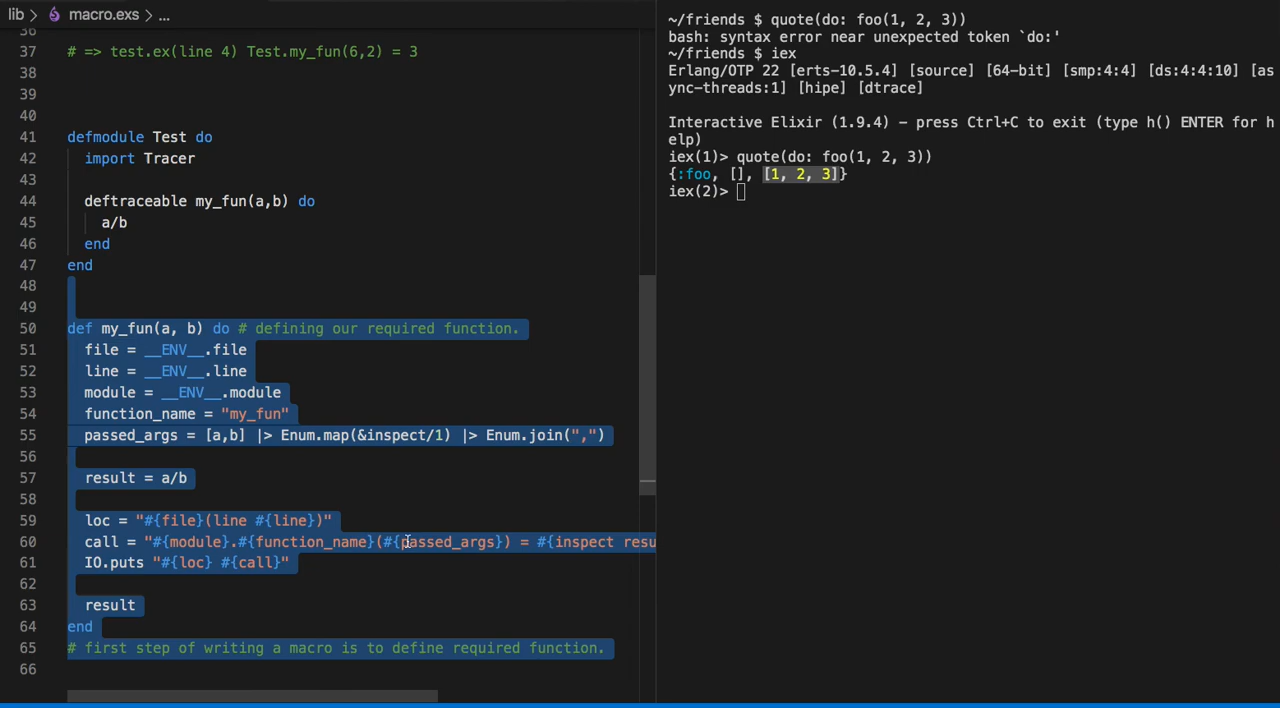 lib > macro.exs > ...
36
37 # => test.ex(line 4) Test.my_fun(6,2) = 3
38
39
40
41 defmodule Test do
42 import Tracer
43
44 deftraceable my_fun(a,b) do
45 a/b
46 end
47 end
48
49
50 def my_fun(a, b) do # defining our required function.
51 file = __ENV__.file
52 line = __ENV__.line
53 module = __ENV__.module
54 function_name = "my_fun"
55 passed_args = [a,b] |> Enum.map(&inspect/1) |> Enum.join(",")
56
57 result = a/b
58
59 loc = "#{file}(line #{line})"
60 call = "#{module}.#{function_name}(#{passed_args}) = #{inspect resu
61 IO.puts "#{loc} #{call}"
62
63 result
64 end
65 # first step of writing a macro is to define required function.
66
~/friends $ quote(do: foo(1, 2, 3))
bash: syntax error near unexpected token `do:'
~/friends $ iex
Erlang/OTP 22 [erts-10.5.4] [source] [64-bit] [smp:4:4] [ds:4:4:10] [as
ync-threads:1] [hipe] [dtrace]
Interactive Elixir (1.9.4) - press Ctrl+C to exit (type h() ENTER for h
elp)
iex(1)> quote(do: foo(1, 2, 3))
{:foo, [], [1, 2, 3]}
iex(2)>